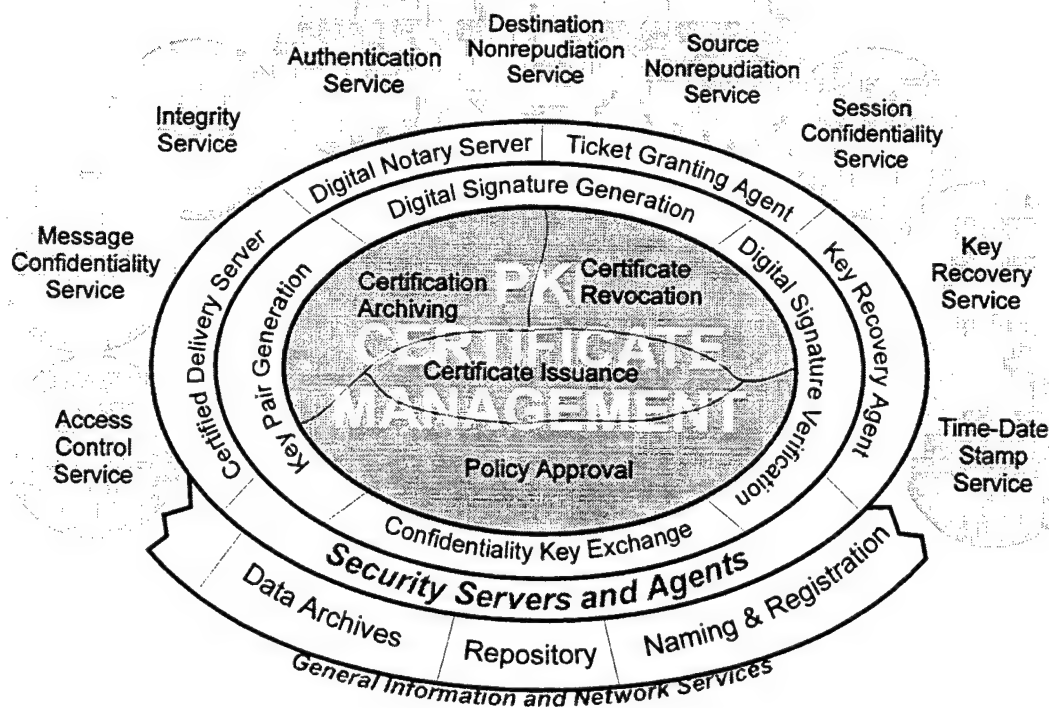 Destination
Nonrepudiation
Service
Authentication
Service
Source
Nonrepudiation
Service
Integrity
Service
Session
Confidentiality
Service
Digital Notary Server
Ticket Granting Agent
Digital Signature Generation
Message
Confidentiality
Service
Key
Recovery
Service
Certified Delivery Server
Key Pair Generation
Digital Signature Verification
Key Recovery Agent
PKI
CERTIFICATE
MANAGEMENT
Certification
Archiving
Certificate
Revocation
Certificate Issuance
Policy Approval
Access
Control
Service
Time-Date
Stamp
Service
Confidentiality Key Exchange
Security Servers and Agents
Data Archives
Repository
Naming & Registration
General Information and Network Services